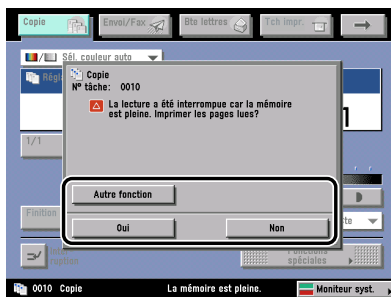 Copie
Envoi/Fax
Bte lettres
Tch impr.
Sél. couleur auto
Copie
N° tâche: 0010
La lecture a été interrompue car la mémoire
est pleine. Imprimer les pages lues?
1
1/1
Autre fonction
Oui
Non
Finition
spéciales
0010 Copie
La mémoire est pleine.
Moniteur syst.